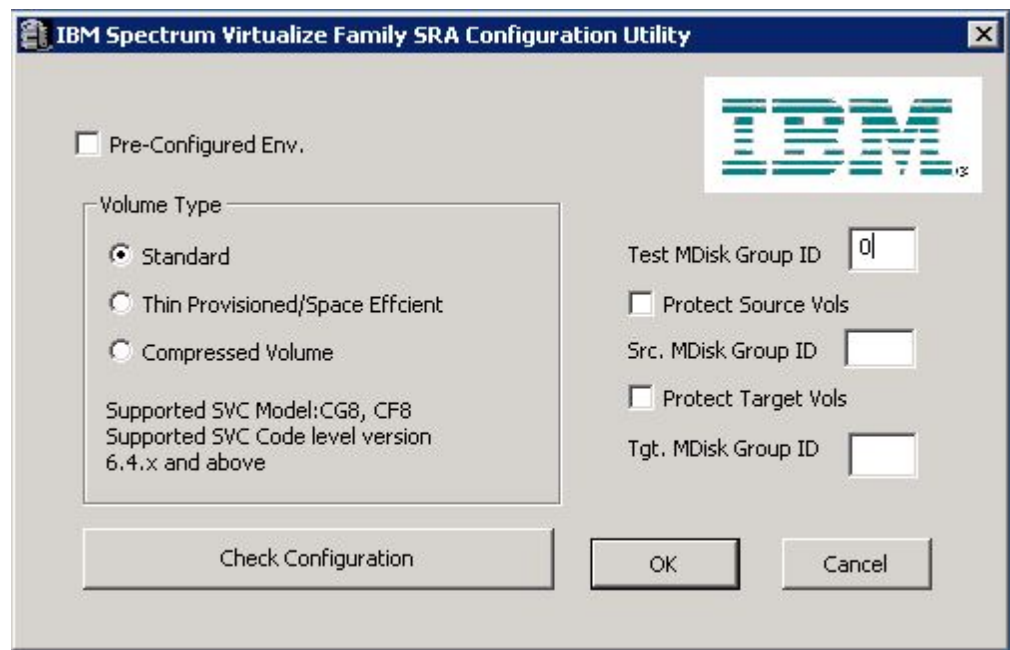 IBM Spectrum Virtualize Family SRA Configuration Utility
IBM
Pre-Configured Env.
Volume Type
Standard
Thin Provisioned/Space Effcient
Compressed Volume
Supported SVC Model:CG8, CF8
Supported SVC Code level version
6.4.x and above
Test MDisk Group ID 0
Protect Source Vols
Src. MDisk Group ID
Protect Target Vols
Tgt. MDisk Group ID
Check Configuration
OK
Cancel